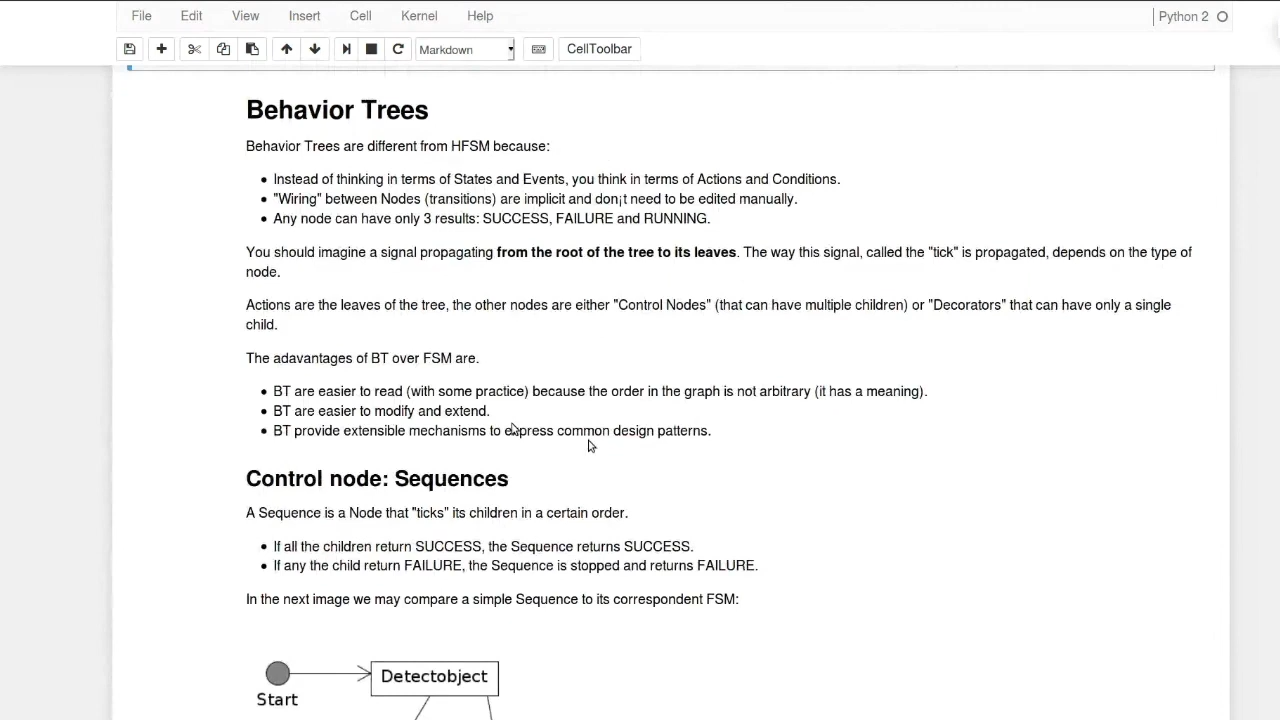 File Edit View Insert Cell Kernel Help Python 2
Markdown CellToolbar
Behavior Trees
Behavior Trees are different from HFSM because:
Instead of thinking in terms of States and Events, you think in terms of Actions and Conditions.
"Wiring" between Nodes (transitions) are implicit and don¡t need to be edited manually.
Any node can have only 3 results: SUCCESS, FAILURE and RUNNING.
You should imagine a signal propagating from the root of the tree to its leaves. The way this signal, called the "tick" is propagated, depends on the type of
node.
Actions are the leaves of the tree, the other nodes are either "Control Nodes" (that can have multiple children) or "Decorators" that can have only a single
child.
The adavantages of BT over FSM are.
BT are easier to read (with some practice) because the order in the graph is not arbitrary (it has a meaning).
BT are easier to modify and extend.
BT provide extensible mechanisms to express common design patterns.
Control node: Sequences
A Sequence is a Node that "ticks" its children in a certain order.
If all the children return SUCCESS, the Sequence returns SUCCESS.
If any the child return FAILURE, the Sequence is stopped and returns FAILURE.
In the next image we may compare a simple Sequence to its correspondent FSM:
Detectobject
Start